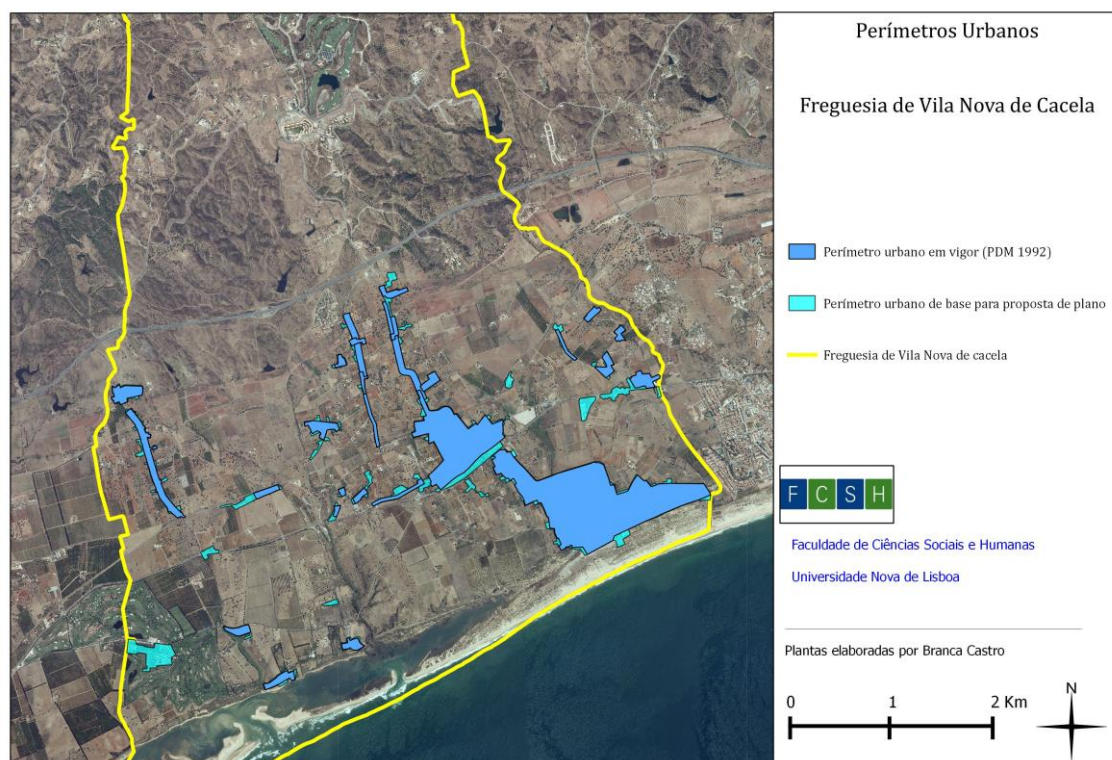 Perímetros Urbanos
Freguesia de Vila Nova de Cacela
Perímetro urbano em vigor (PDM 1992)
Perímetro urbano de base para proposta de plano
Freguesia de Vila Nova de cacela
F C S H
Faculdade de Ciências Sociais e Humanas
Universidade Nova de Lisboa
Plantas elaboradas por Branca Castro
0 1 2 Km
N